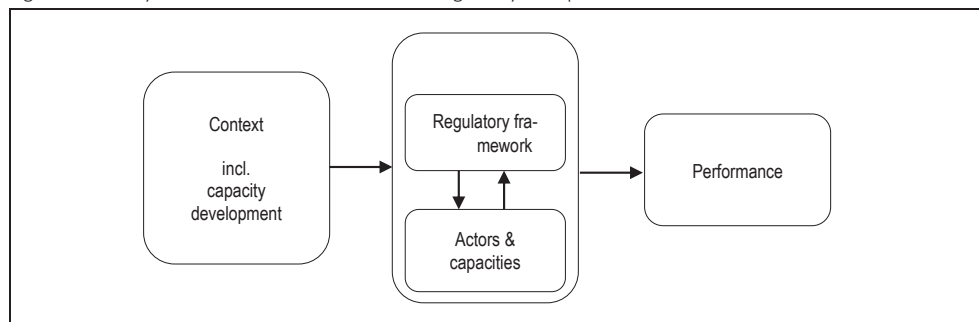 Context
incl.
capacity
development
Regulatory fra-
mework
Actors &
capacities
Performance